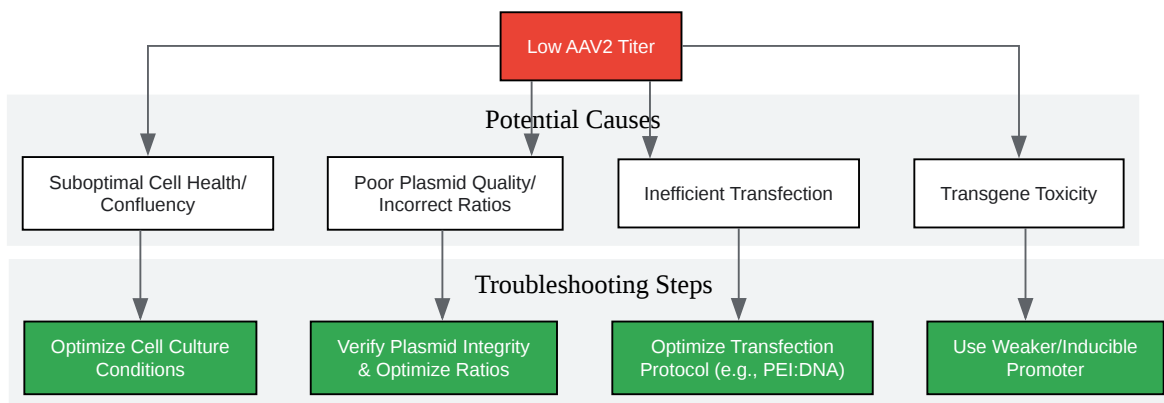 Low AAV2 Titer
Potential Causes
Suboptimal Cell Health/
Confluency
Poor Plasmid Quality/
Incorrect Ratios
Inefficient Transfection
Transgene Toxicity
Troubleshooting Steps
Optimize Cell Culture
Conditions
Verify Plasmid Integrity
& Optimize Ratios
Optimize Transfection
Protocol (e.g., PEI:DNA)
Use Weaker/Inducible
Promoter